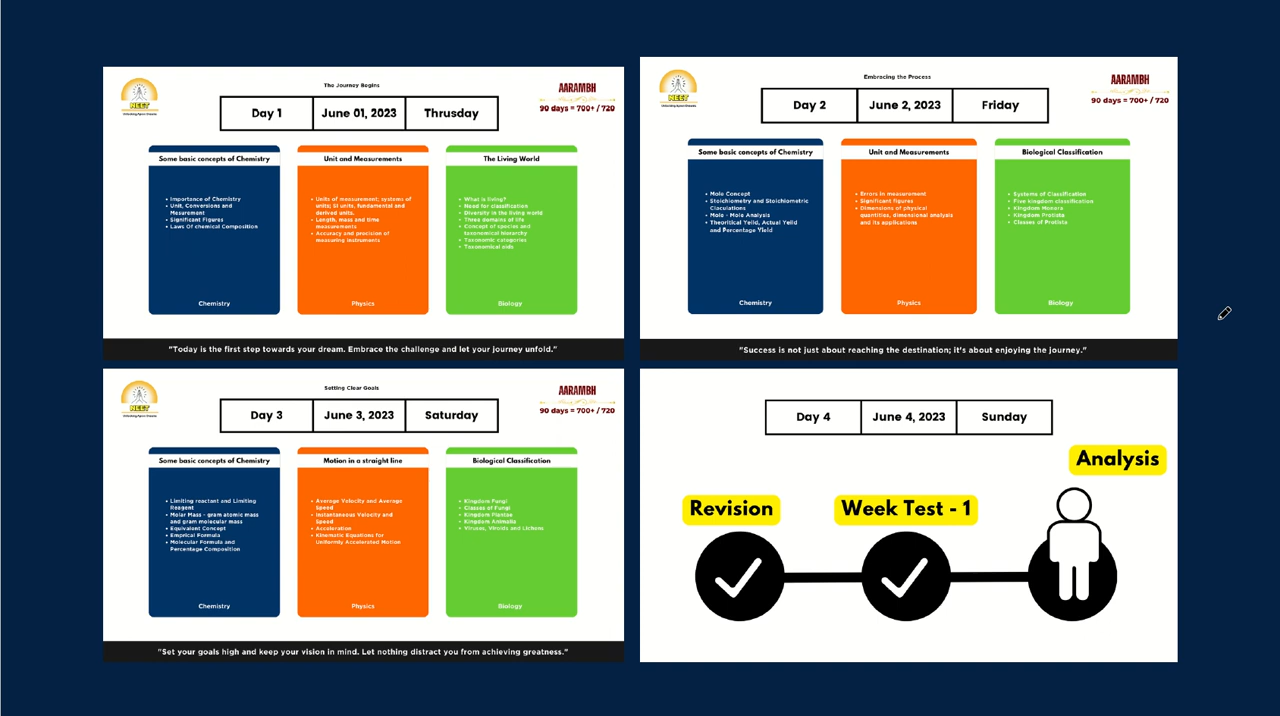 The Journey Begins
NEET
AARAMBH
90 days = 700+ / 720
Day 1
June 01, 2023
Thrusday
Some basic concepts of Chemistry
Importance of Chemistry
Unit, Conversions and
Mesurement
Significant Figures
Laws Of chemical Composition
Chemistry
Unit and Measurements
Units of measurement; systems of
units; SI units, fundamental and
derived units.
Length, mass and time
measurements
Accuracy and precision of
measuring instruments
Physics
The Living World
What is living?
Need for classification
Diversity in the living world
Three domains of life
Concept of species and
taxonomical hierarchy
Taxonomic categories
Taxonomical aids
Biology
"Today is the first step towards your dream. Embrace the challenge and let your journey unfold."
Embracing the Process
NEET
AARAMBH
90 days = 700+ / 720
Day 2
June 2, 2023
Friday
Some basic concepts of Chemistry
Mole Concept
Stoichiometry and Stoichiometric
Claculations
Mole - Mole Analysis
Theoritical Yeild, Actual Yeild
and Percentage Yield
Chemistry
Unit and Measurements
Errors in measurement
Significant figures
Dimensions of physical
quantities, dimensional analysis
and its applications
Physics
Biological Classification
Systems of Classification
Five kingdom classification
Kingdom Monera
Kingdom Protista
Classes of Protista
Biology
"Success is not just about reaching the destination; it's about enjoying the journey."
Setting Clear Goals
NEET
AARAMBH
90 days = 700+ / 720
Day 3
June 3, 2023
Saturday
Some basic concepts of Chemistry
Limiting reactant and Limiting
Reagent
Molar Mass - gram atomic mass
and gram molecular mass
Equivalent Concept
Emprical Formula
Molecular Formula and
Percentage Composition
Chemistry
Motion in a straight line
Average Velocity and Average
Speed
Instantaneous Velocity and
Speed
Acceleration
Kinematic Equations for
Uniformly Accelerated Motion
Physics
Biological Classification
Kingdom Fungi
Classes of Fungi
Kingdom Plantae
Kingdom Animalia
Viruses, Viroids and Lichens
Biology
"Set your goals high and keep your vision in mind. Let nothing distract you from achieving greatness."
Day 4
June 4, 2023
Sunday
Analysis
Revision
Week Test - 1